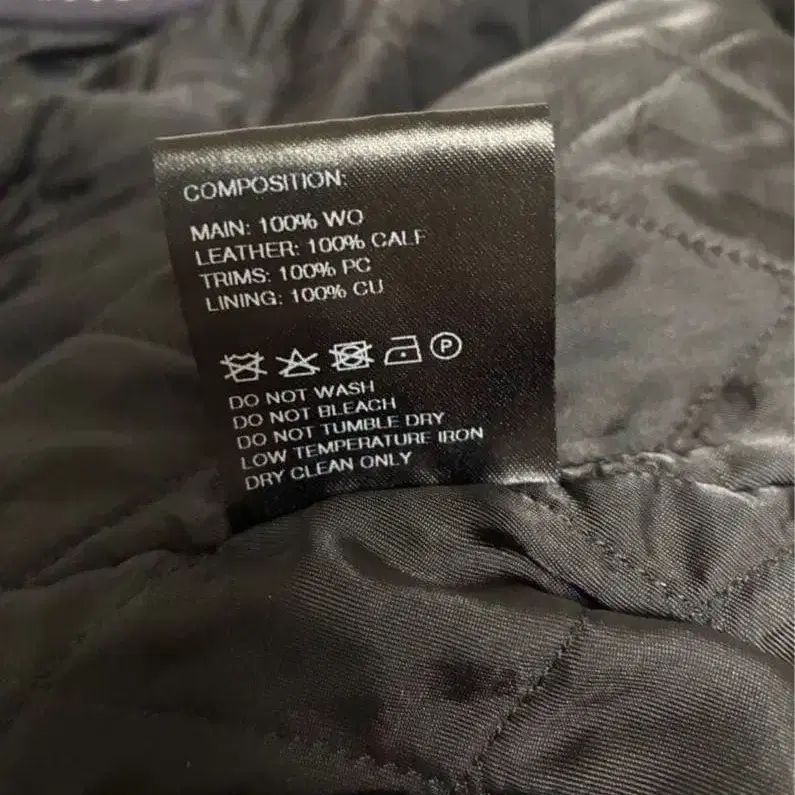 COMPOSITION:
MAIN: 100% WO
LEATHER: 100% CALF
TRIMS: 100% PC
LINING: 100% CU
P
DO NOT WASH
DO NOT BLEACH
DO NOT TUMBLE DRY
LOW TEMPERATURE IRON
DRY CLEAN ONLY